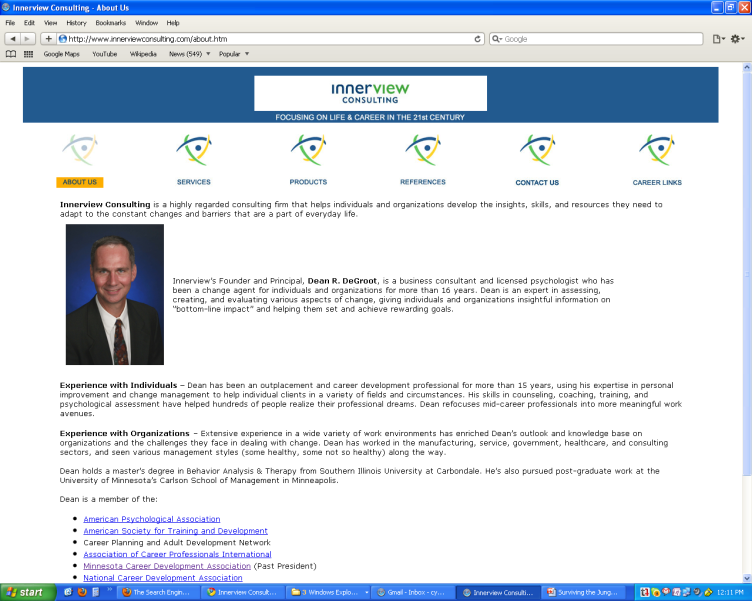 Innerview Consulting - About Us
File Edit View History Bookmarks Window Help
http://www.innerviewconsulting.com/about.htm
Google
Google Maps YouTube Wikipedia News (549) Popular
INNERVIEW
CONSULTING
FOCUSING ON LIFE & CAREER IN THE 21st CENTURY
ABOUT US SERVICES PRODUCTS REFERENCES CONTACT US CAREER LINKS
Innerview Consulting is a highly regarded consulting firm that helps individuals and organizations develop the insights, skills, and resources they need to
adapt to the constant changes and barriers that are a part of everyday life.
Innerview's Founder and Principal, Dean R. DeGroot, is a business consultant and licensed psychologist who has
been a change agent for individuals and organizations for more than 16 years. Dean is an expert in assessing,
creating, and evaluating various aspects of change, giving individuals and organizations insightful information on
"bottom-line impact" and helping them set and achieve rewarding goals.
Experience with Individuals – Dean has been an outplacement and career development professional for more than 15 years, using his expertise in personal
improvement and change management to help individual clients in a variety of fields and circumstances. His skills in counseling, coaching, training, and
psychological assessment have helped hundreds of people realize their professional dreams. Dean refocuses mid-career professionals into more meaningful work
avenues.
Experience with Organizations – Extensive experience in a wide variety of work environments has enriched Dean's outlook and knowledge base on
organizations and the challenges they face in dealing with change. Dean has worked in the manufacturing, service, government, healthcare, and consulting
sectors, and seen various management styles (some healthy, some not so healthy) along the way.
Dean holds a master's degree in Behavior Analysis & Therapy from Southern Illinois University at Carbondale. He's also pursued post-graduate work at the
University of Minnesota's Carlson School of Management in Minneapolis.
Dean is a member of the:
American Psychological Association
American Society for Training and Development
Career Planning and Adult Development Network
Association of Career Professionals International
Minnesota Career Development Association (Past President)
National Career Development Association
start The Search Engin... Innerview Consult... 3 Windows Explo... Gmail - Inbox - cy... Innerview Consulti... Surviving the Jung... 12:11 PM